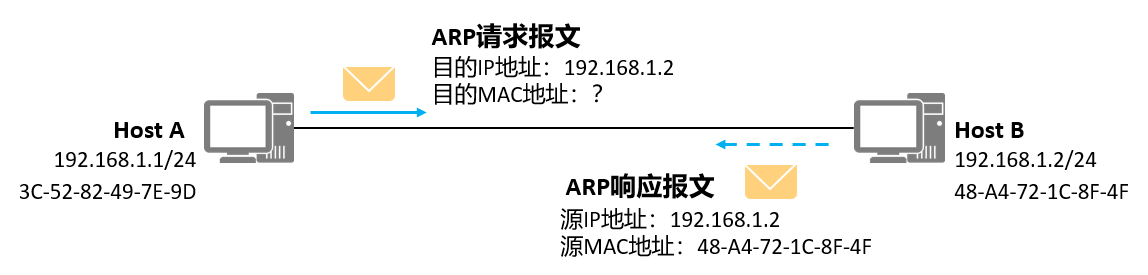 ARP请求报文
目的IP地址：192.168.1.2
目的MAC地址：？
Host A
192.168.1.1/24
3C-52-82-49-7E-9D
Host B
192.168.1.2/24
48-A4-72-1C-8F-4F
ARP响应报文
源IP地址：192.168.1.2
源MAC地址：48-A4-72-1C-8F-4F